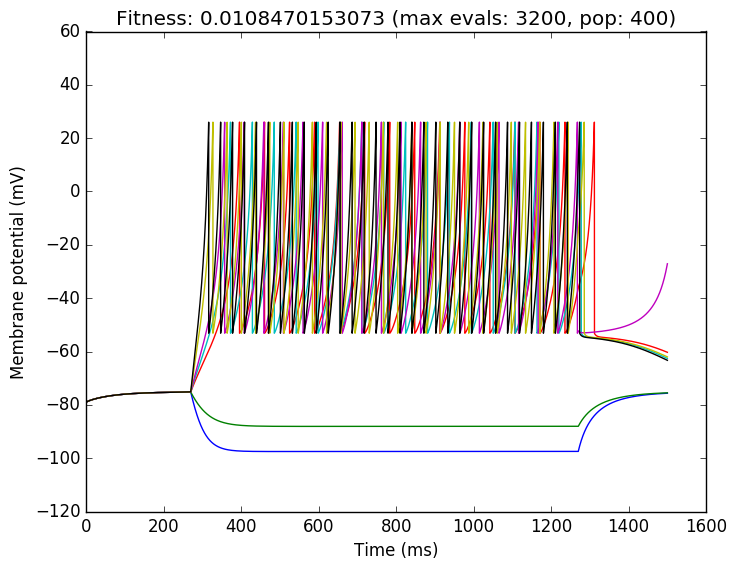 Fitness: 0.0108470153073 (max evals: 3200, pop: 400)
60
40
20
0
−20
−40
−60
−80
−100
−120
Membrane potential (mV)
0 200 400 600 800 1000 1200 1400 1600
Time (ms)